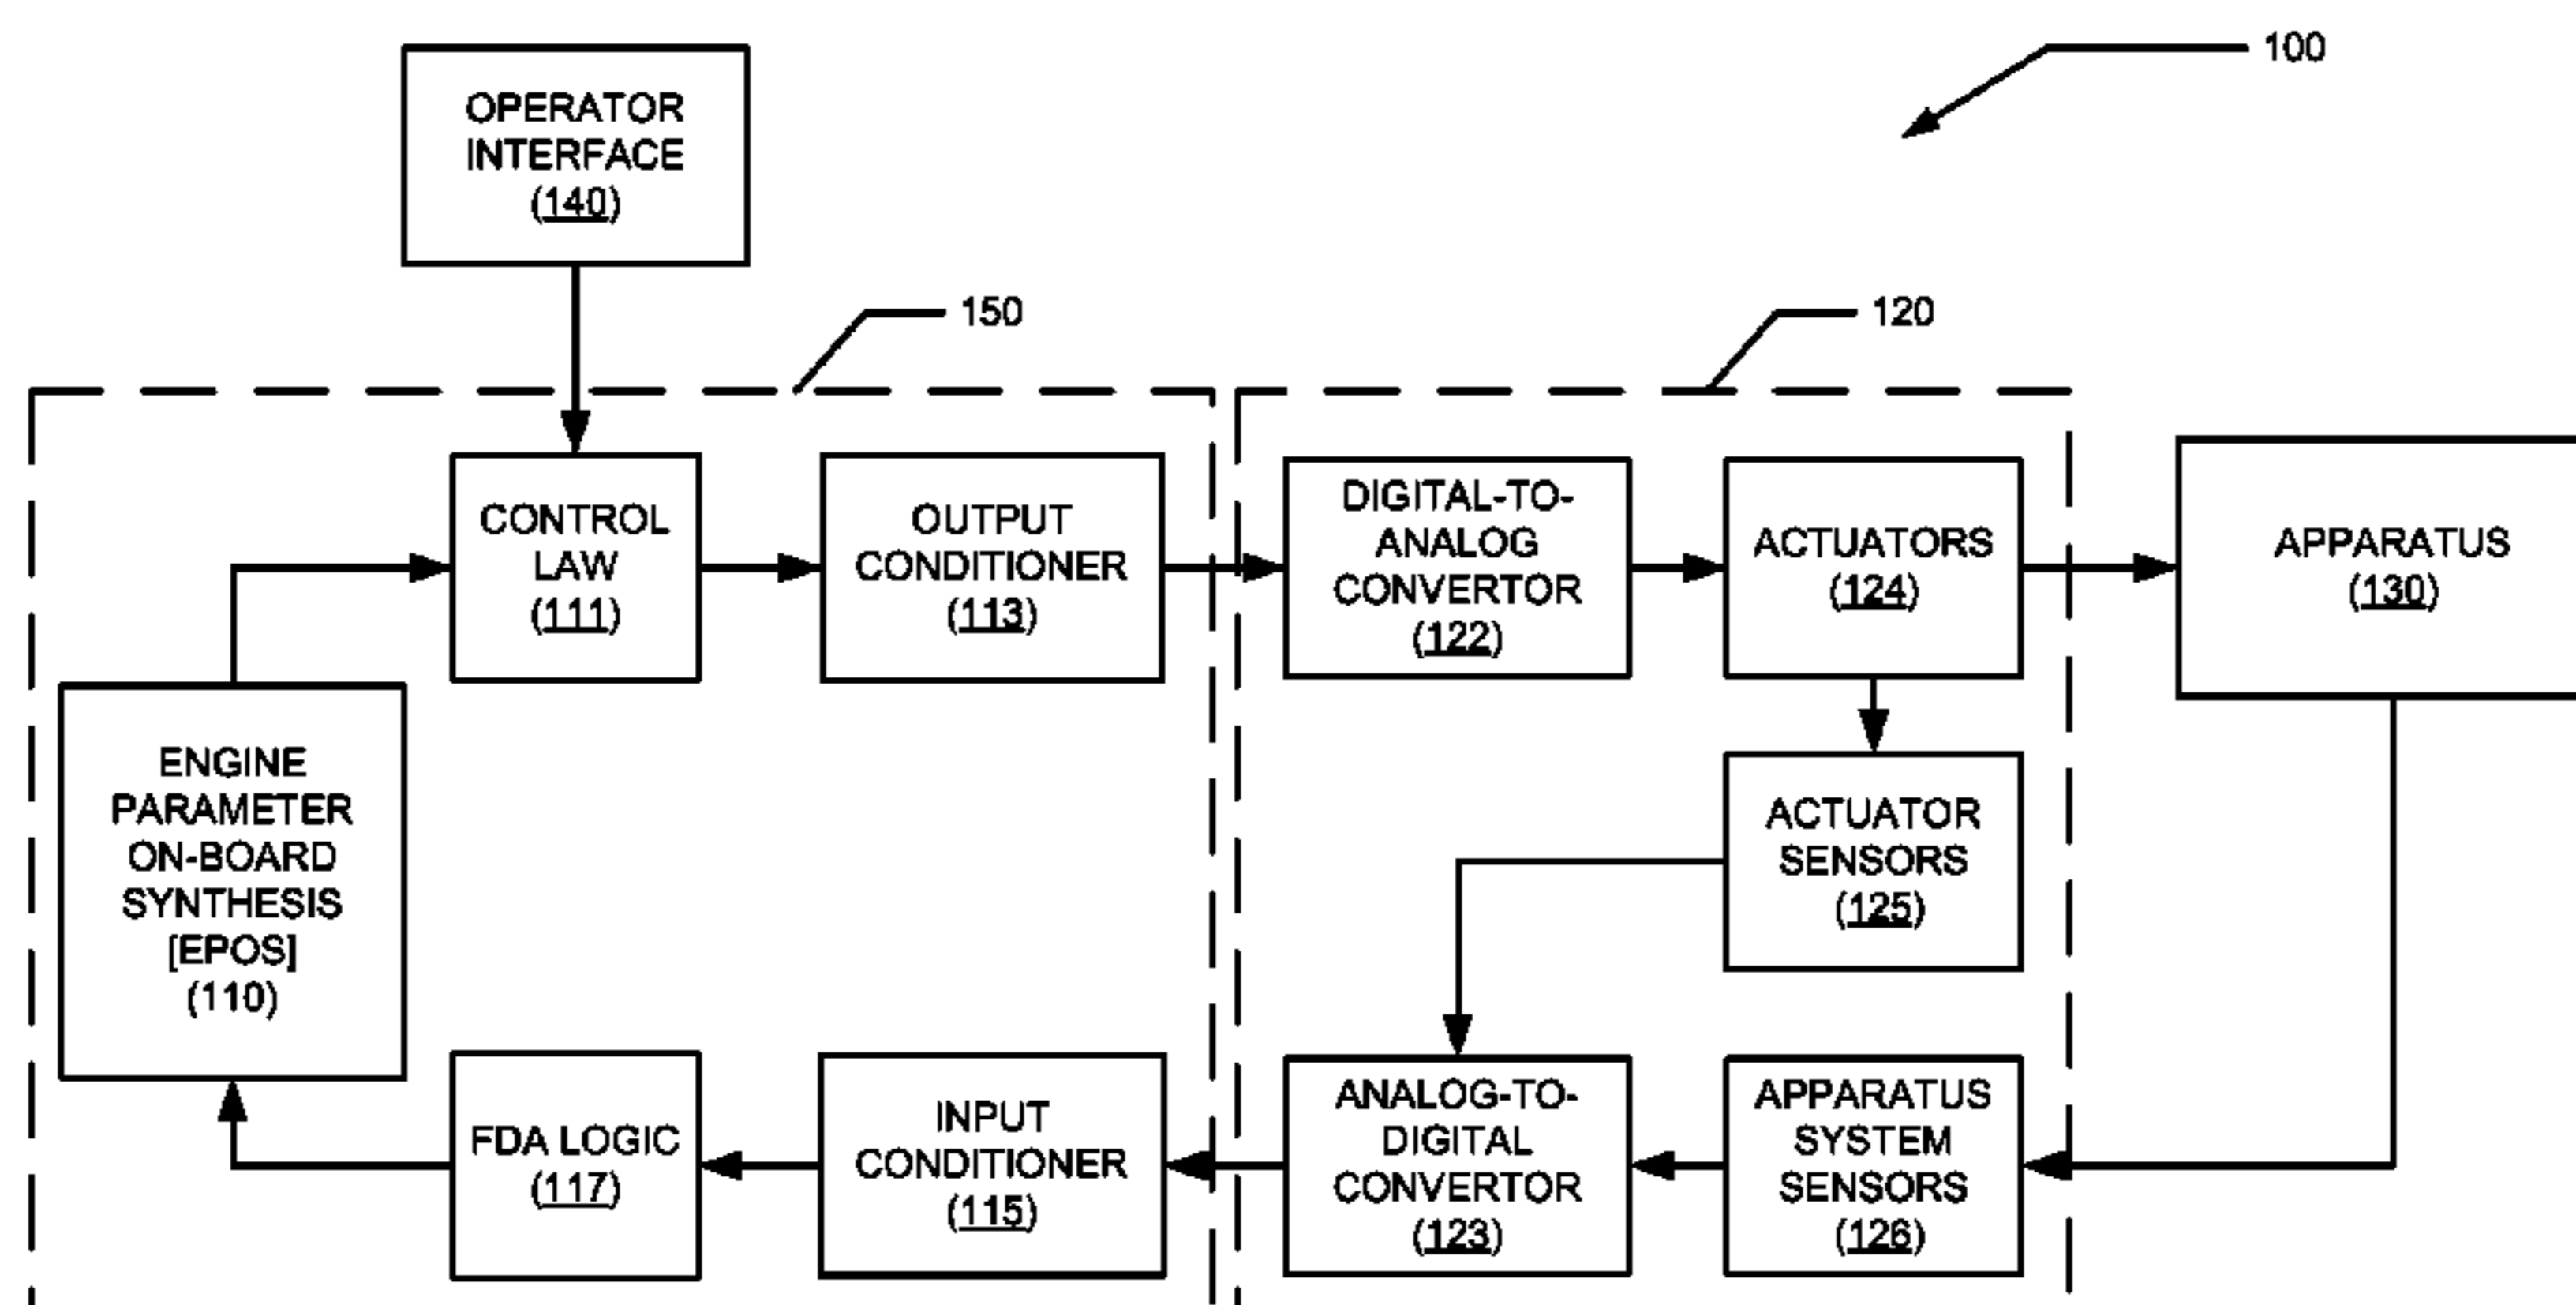 100
OPERATOR
INTERFACE
(140)
150
120
CONTROL
LAW
(111)
OUTPUT
CONDITIONER
(113)
DIGITAL-TO-
ANALOG
CONVERTOR
(122)
ACTUATORS
(124)
APPARATUS
(130)
ENGINE
PARAMETER
ON-BOARD
SYNTHESIS
[EPOS]
(110)
ACTUATOR
SENSORS
(125)
FDA LOGIC
(117)
INPUT
CONDITIONER
(115)
ANALOG-TO-
DIGITAL
CONVERTOR
(123)
APPARATUS
SYSTEM
SENSORS
(126)